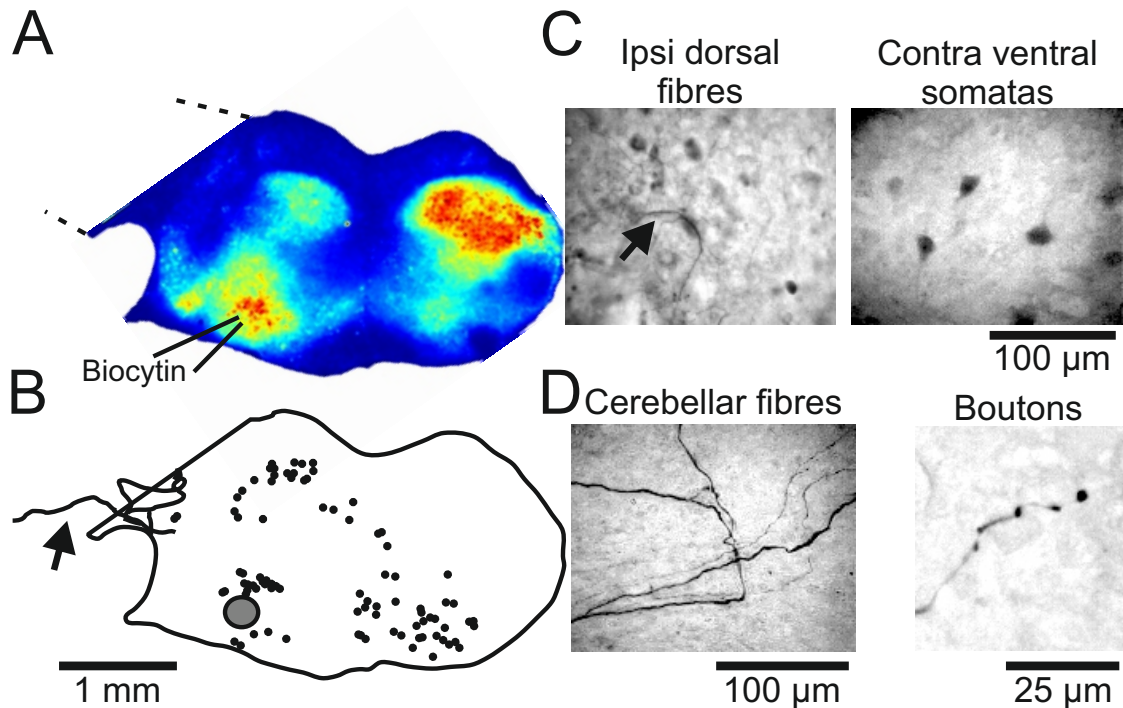 A
Biocytin
B
1 mm
C
Ipsi dorsal
fibres
Contra ventral
somatas
100 µm
D
Cerebellar fibres
Boutons
100 µm
25 µm